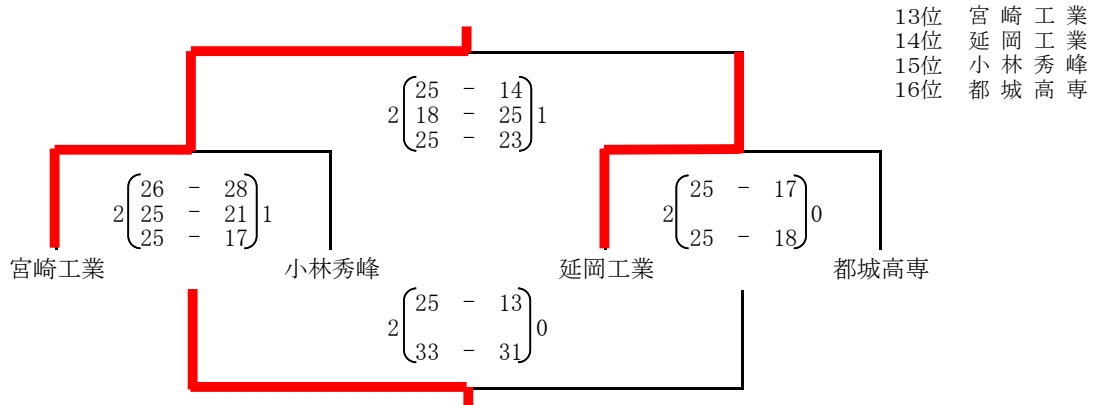 13位 宮崎工業
14位 延岡工業
15位 小林秀峰
16位 都城高専
25 - 14
2 18 - 25 1
25 - 23
26 - 28
2 25 - 21 1
25 - 17
25 - 17
2 0
25 - 18
宮崎工業 小林秀峰 延岡工業 都城高専
25 - 13
2 0
33 - 31